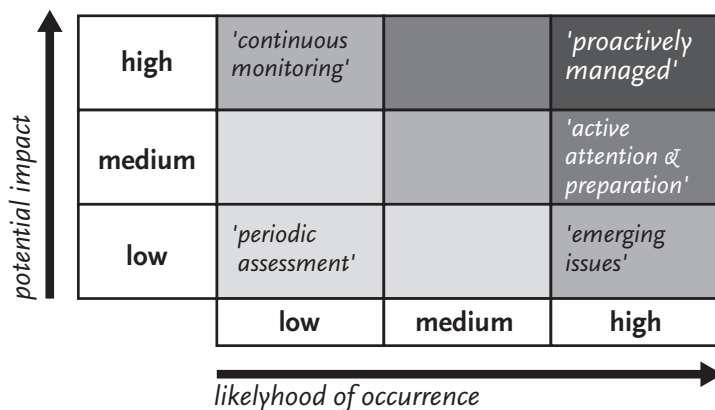 potential impact
high
'continuous
monitoring'
'proactively
managed'
medium
'active
attention &
preparation'
low
'periodic
assessment'
'emerging
issues'
low
medium
high
likelyhood of occurrence